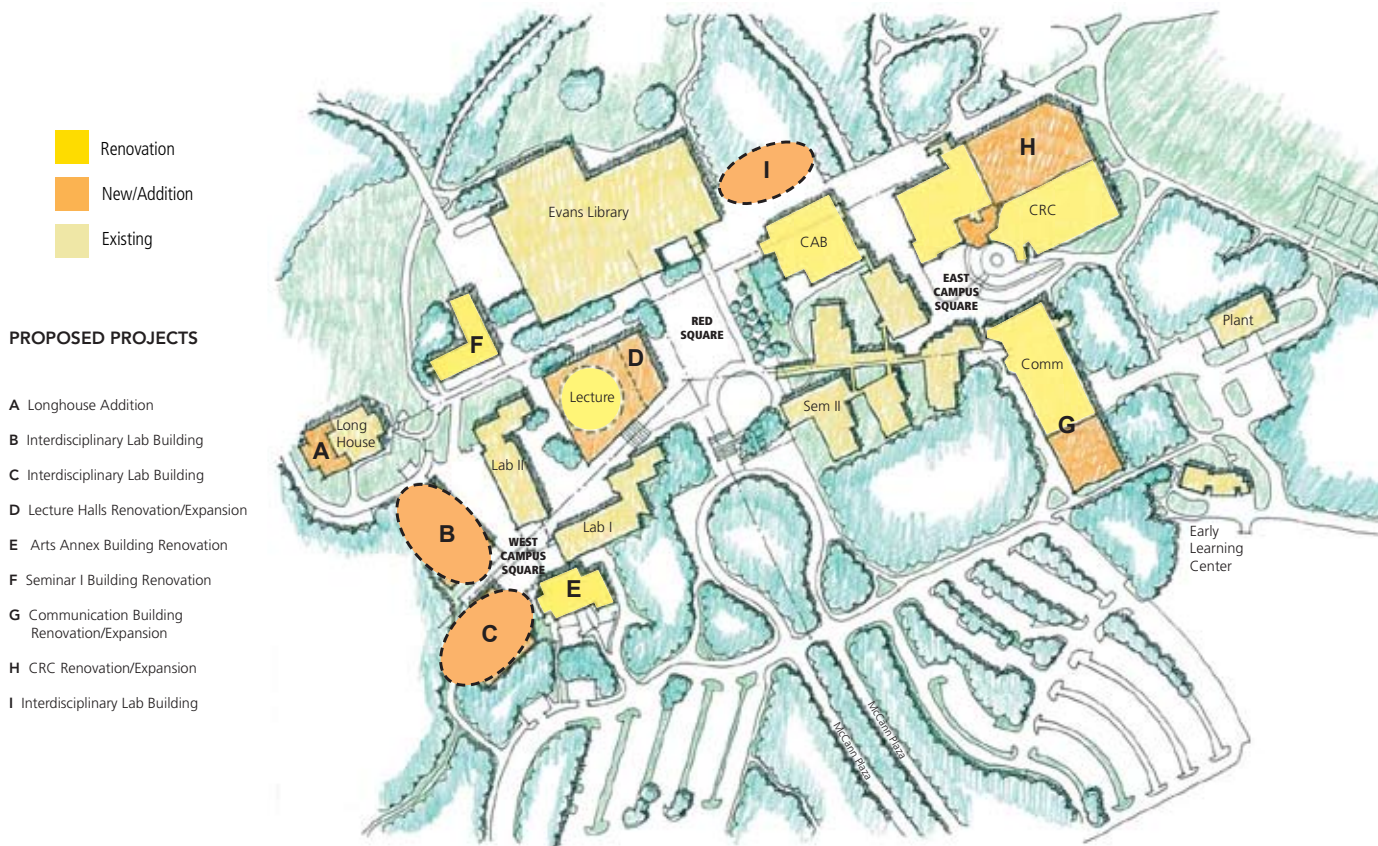 Renovation
New/Addition
Existing
PROPOSED PROJECTS
A Longhouse Addition
B Interdisciplinary Lab Building
C Interdisciplinary Lab Building
D Lecture Halls Renovation/Expansion
E Arts Annex Building Renovation
F Seminar I Building Renovation
G Communication Building
Renovation/Expansion
H CRC Renovation/Expansion
I Interdisciplinary Lab Building
H
I
Evans Library
CRC
CAB
EAST
CAMPUS
SQUARE
RED
SQUARE
Plant
F
D
Comm
Lecture
Sem II
Long
House
A
G
Lab II
B
Lab I
WEST
CAMPUS
SQUARE
Early
Learning
Center
E
C
McCann Plaza
McCann Plaza